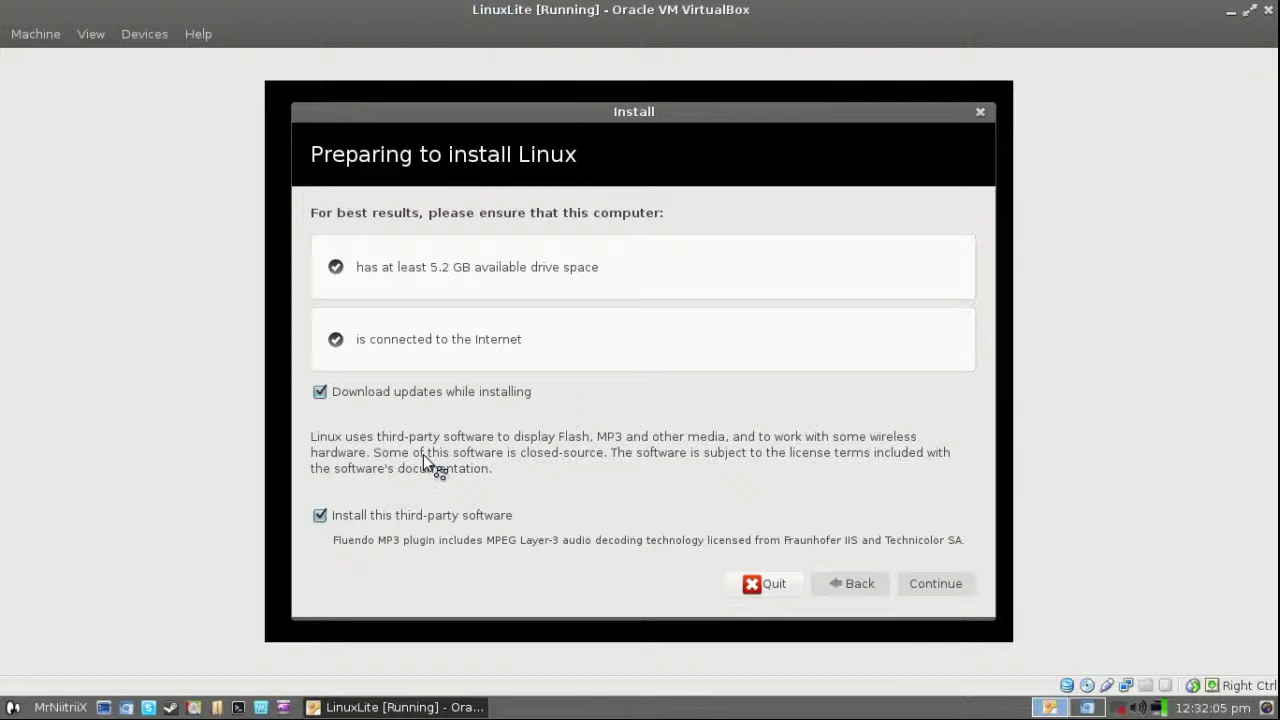 LinuxLite [Running] - Oracle VM VirtualBox
Machine View Devices Help
Install
Preparing to install Linux
For best results, please ensure that this computer:
has at least 5.2 GB available drive space
is connected to the Internet
Download updates while installing
Linux uses third-party software to display Flash, MP3 and other media, and to work with some wireless
hardware. Some of this software is closed-source. The software is subject to the license terms included with
the software's documentation.
Install this third-party software
Fluendo MP3 plugin includes MPEG Layer-3 audio decoding technology licensed from Fraunhofer IIS and Technicolor SA.
Quit Back Continue
Right Ctrl
MrNiitriiX LinuxLite [Running] - Ora... 12:32:05 pm